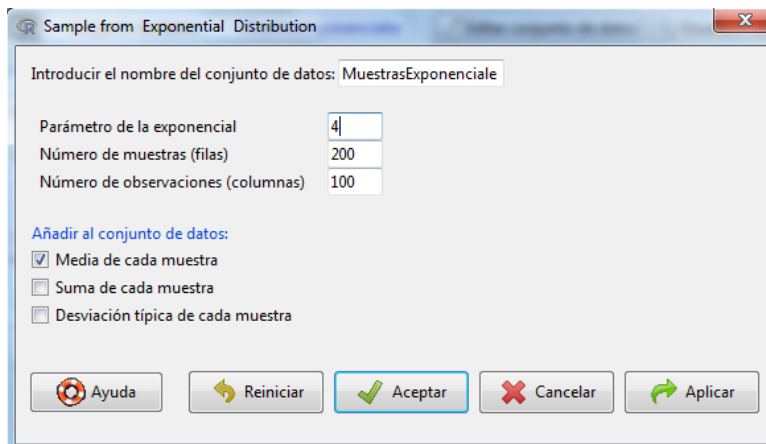 Sample from Exponential Distribution
Introducir el nombre del conjunto de datos: MuestrasExponenciale
Parámetro de la exponencial 4
Número de muestras (filas) 200
Número de observaciones (columnas) 100
Añadir al conjunto de datos:
Media de cada muestra
Suma de cada muestra
Desviación típica de cada muestra
Ayuda Reiniciar Aceptar Cancelar Aplicar